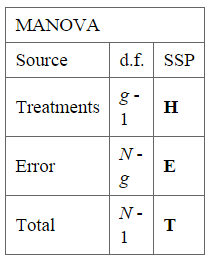 MANOVA
Source d.f. SSP
Treatments g - 1 H
Error N - g E
Total N - 1 T